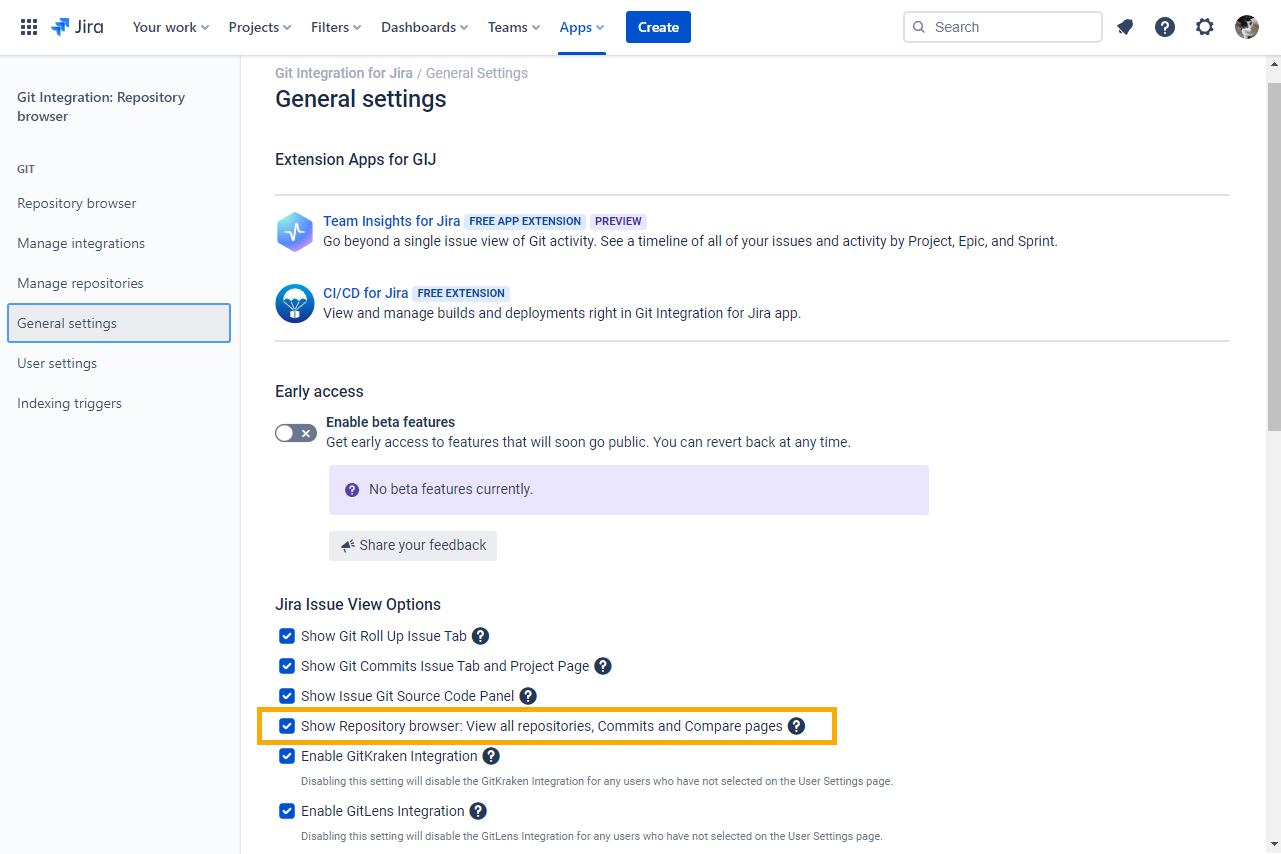 Jira
Your work
Projects
Filters
Dashboards
Teams
Apps
Create
Search
Git Integration: Repository
browser
GIT
Repository browser
Manage integrations
Manage repositories
General settings
User settings
Indexing triggers
Git Integration for Jira / General Settings
General settings
Extension Apps for GIJ
Team Insights for Jira FREE APP EXTENSION PREVIEW
Go beyond a single issue view of Git activity. See a timeline of all of your issues and activity by Project, Epic, and Sprint.
CI/CD for Jira FREE EXTENSION
View and manage builds and deployments right in Git Integration for Jira app.
Early access
Enable beta features
Get early access to features that will soon go public. You can revert back at any time.
No beta features currently.
Share your feedback
Jira Issue View Options
Show Git Roll Up Issue Tab
Show Git Commits Issue Tab and Project Page
Show Issue Git Source Code Panel
Show Repository browser: View all repositories, Commits and Compare pages
Enable GitKraken Integration
Disabling this setting will disable the GitKraken Integration for any users who have not selected on the User Settings page.
Enable GitLens Integration
Disabling this setting will disable the GitLens Integration for any users who have not selected on the User Settings page.